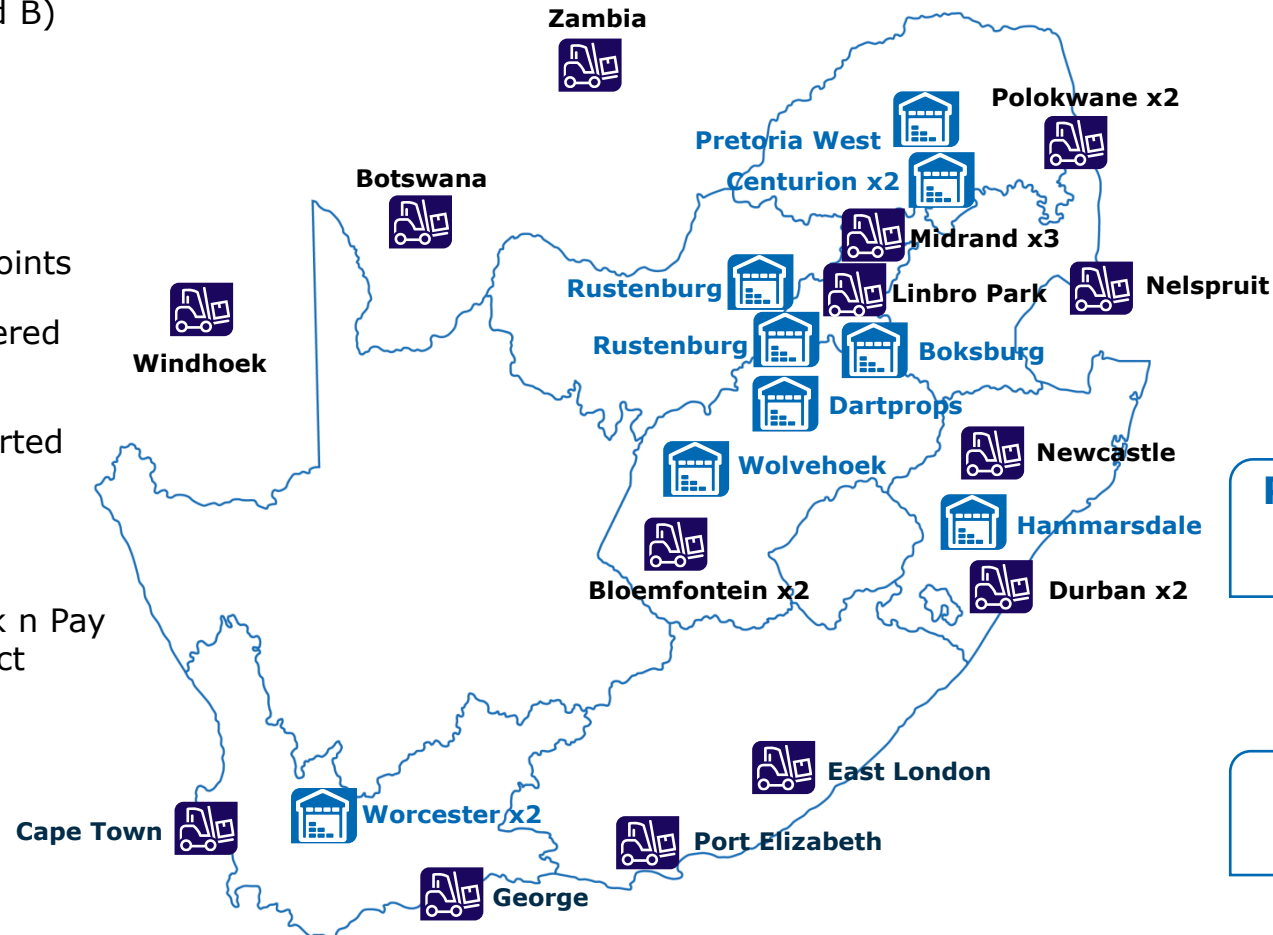 d B)
oints
ered
rted
k n Pay
ct
Zambia
Polokwane x2
Pretoria West
Centurion x2
Botswana
Midrand x3
Rustenburg
Linbro Park
Nelspruit
Windhoek
Rustenburg
Boksburg
Dartprops
Newcastle
Wolvehoek
Hammarsdale
Bloemfontein x2
Durban x2
East London
Worcester x2
Cape Town
Port Elizabeth
George